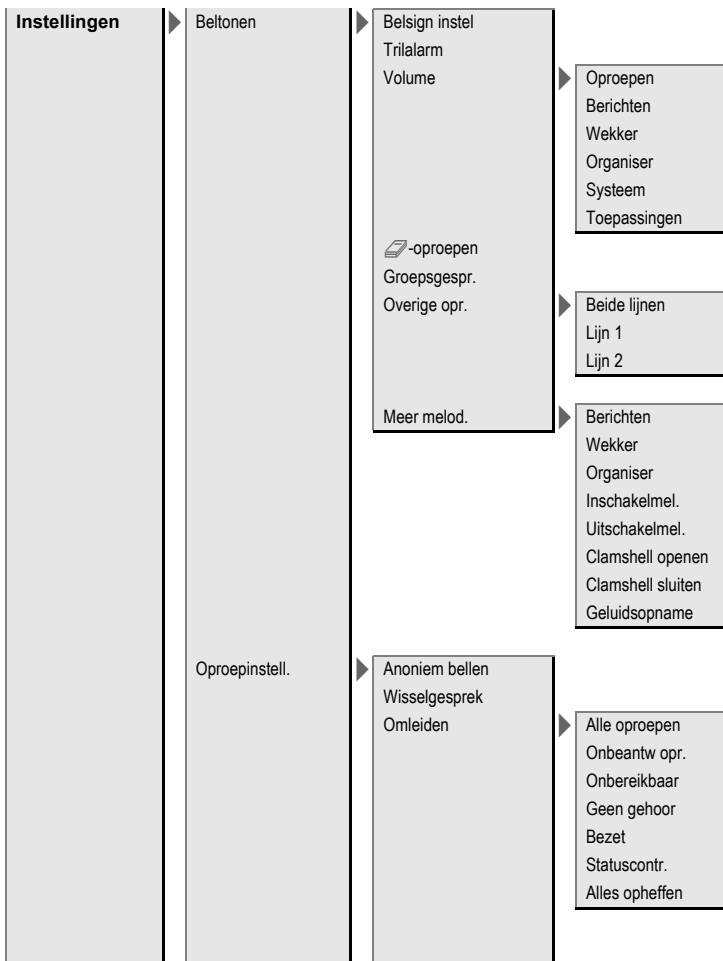 Instellingen
Beltonen
Belsign instel
Trilalarm
Volume
Oproepen
Berichten
Wekker
Organiser
Systeem
Toepassingen
-oproepen
Groepsgespr.
Overige opr.
Beide lijnen
Lijn 1
Lijn 2
Meer melod.
Berichten
Wekker
Organiser
Inschakelmel.
Uitschakelmel.
Clamshell openen
Clamshell sluiten
Geluidsopname
Oproepinstell.
Anoniem bellen
Wisselgesprek
Omleiden
Alle oproepen
Onbeantw opr.
Onbereikbaar
Geen gehoor
Bezet
Statuscontr.
Alles opheffen